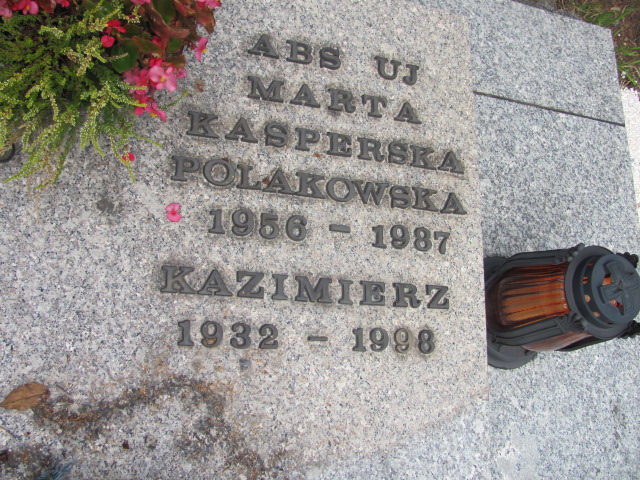 ABS UJ
MARTA
KASPERSKA
POLAKOWSKA
1956 - 1987
KAZIMIERZ
1932 - 1998